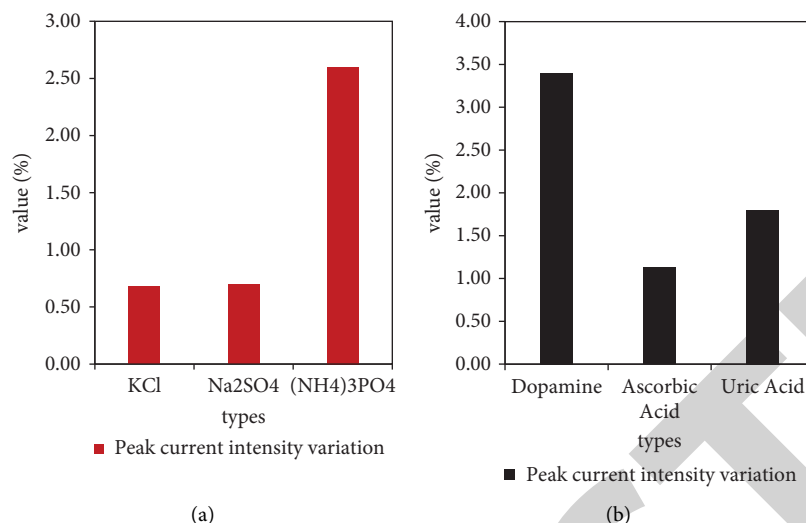 3.00
2.50
2.00
1.50
1.00
0.50
0.00
value (%)
KCl Na2SO4 (NH4)3PO4
types
Peak current intensity variation
(a)
4.00
3.50
3.00
2.50
2.00
1.50
1.00
0.50
0.00
value (%)
Dopamine Ascorbic Uric Acid
Acid
types
Peak current intensity variation
(b)